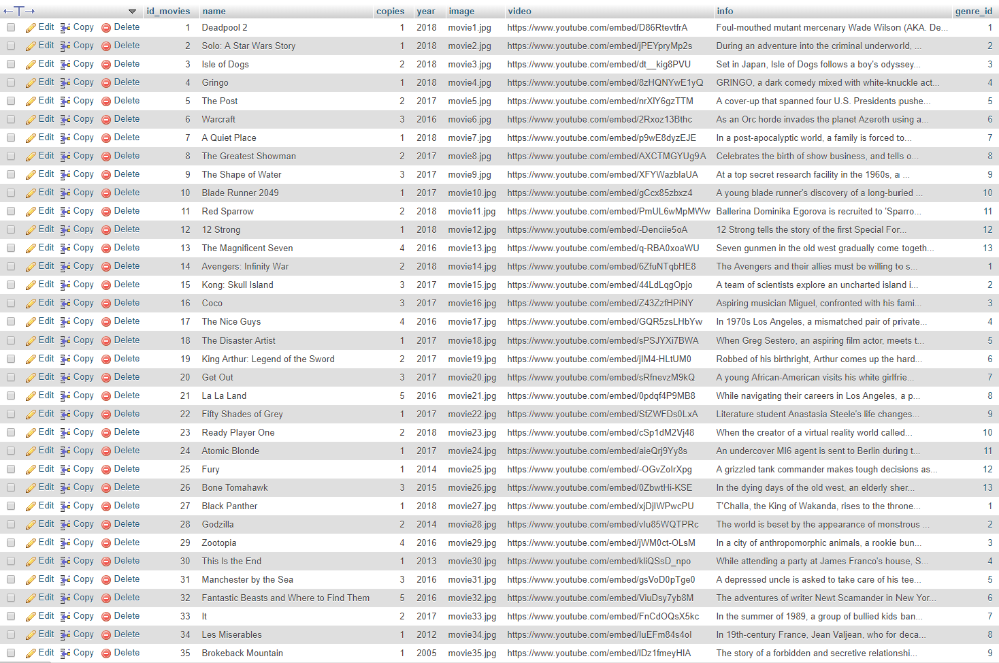 id_movies name copies year image video info genre_id
Edit Copy Delete 1 Deadpool 2 1 2018 movie1.jpg https://www.youtube.com/embed/D86RtevtfrA Foul-mouthed mutant mercenary Wade Wilson (AKA. De... 1
Edit Copy Delete 2 Solo: A Star Wars Story 1 2018 movie2.jpg https://www.youtube.com/embed/jPEYpryMp2s During an adventure into the criminal underworld, ... 2
Edit Copy Delete 3 Isle of Dogs 2 2018 movie3.jpg https://www.youtube.com/embed/dt__kig8PVU Set in Japan, Isle of Dogs follows a boy's odyssey... 3
Edit Copy Delete 4 Gringo 1 2018 movie4.jpg https://www.youtube.com/embed/8zHQNYwE1yQ GRINGO, a dark comedy mixed with white-knuckle act... 4
Edit Copy Delete 5 The Post 2 2017 movie5.jpg https://www.youtube.com/embed/nrXlY6gzTTM A cover-up that spanned four U.S. Presidents pushe... 5
Edit Copy Delete 6 Warcraft 3 2016 movie6.jpg https://www.youtube.com/embed/2Rxoz13Bthc As an Orc horde invades the planet Azeroth using a... 6
Edit Copy Delete 7 A Quiet Place 1 2018 movie7.jpg https://www.youtube.com/embed/p9wE8dyzEJE In a post-apocalyptic world, a family is forced to... 7
Edit Copy Delete 8 The Greatest Showman 2 2017 movie8.jpg https://www.youtube.com/embed/AXCTMGYUg9A Celebrates the birth of show business, and tells o... 8
Edit Copy Delete 9 The Shape of Water 3 2017 movie9.jpg https://www.youtube.com/embed/XFYWazblaUA At a top secret research facility in the 1960s, a ... 9
Edit Copy Delete 10 Blade Runner 2049 1 2017 movie10.jpg https://www.youtube.com/embed/gCcx85zbxz4 A young blade runner's discovery of a long-buried ... 10
Edit Copy Delete 11 Red Sparrow 2 2018 movie11.jpg https://www.youtube.com/embed/PmUL6wMpMWw Ballerina Dominika Egorova is recruited to 'Sparro... 11
Edit Copy Delete 12 12 Strong 1 2018 movie12.jpg https://www.youtube.com/embed/-Denciie5oA 12 Strong tells the story of the first Special For... 12
Edit Copy Delete 13 The Magnificent Seven 4 2016 movie13.jpg https://www.youtube.com/embed/q-RBA0xoaWU Seven gunmen in the old west gradually come togeth... 13
Edit Copy Delete 14 Avengers: Infinity War 2 2018 movie14.jpg https://www.youtube.com/embed/6ZfuNTqbHE8 The Avengers and their allies must be willing to s... 1
Edit Copy Delete 15 Kong: Skull Island 3 2017 movie15.jpg https://www.youtube.com/embed/44LdLqgOpjo A team of scientists explore an uncharted island i... 2
Edit Copy Delete 16 Coco 3 2017 movie16.jpg https://www.youtube.com/embed/Z43ZzfHPiNY Aspiring musician Miguel, confronted with his fami... 3
Edit Copy Delete 17 The Nice Guys 4 2016 movie17.jpg https://www.youtube.com/embed/GQR5zsLHbYw In 1970s Los Angeles, a mismatched pair of private... 4
Edit Copy Delete 18 The Disaster Artist 1 2017 movie18.jpg https://www.youtube.com/embed/sPSJYXi7BWA When Greg Sestero, an aspiring film actor, meets t... 5
Edit Copy Delete 19 King Arthur: Legend of the Sword 2 2017 movie19.jpg https://www.youtube.com/embed/jIM4-HLtUM0 Robbed of his birthright, Arthur comes up the hard... 6
Edit Copy Delete 20 Get Out 3 2017 movie20.jpg https://www.youtube.com/embed/sRfnevzM9kQ A young African-American visits his white girlfrie... 7
Edit Copy Delete 21 La La Land 5 2016 movie21.jpg https://www.youtube.com/embed/0pdqf4P9MB8 While navigating their careers in Los Angeles, a p... 8
Edit Copy Delete 22 Fifty Shades of Grey 1 2017 movie22.jpg https://www.youtube.com/embed/SfZWFDs0LxA Literature student Anastasia Steele's life changes... 9
Edit Copy Delete 23 Ready Player One 2 2018 movie23.jpg https://www.youtube.com/embed/cSp1dM2Vj48 When the creator of a virtual reality world called... 10
Edit Copy Delete 24 Atomic Blonde 1 2017 movie24.jpg https://www.youtube.com/embed/aieQrj9Yy8s An undercover MI6 agent is sent to Berlin during t... 11
Edit Copy Delete 25 Fury 1 2014 movie25.jpg https://www.youtube.com/embed/-OGvZoIrXpg A grizzled tank commander makes tough decisions as... 12
Edit Copy Delete 26 Bone Tomahawk 3 2015 movie26.jpg https://www.youtube.com/embed/0ZbwtHi-KSE In the dying days of the old west, an elderly sher... 13
Edit Copy Delete 27 Black Panther 1 2018 movie27.jpg https://www.youtube.com/embed/xjDjIWPwcPU T'Challa, the King of Wakanda, rises to the throne... 1
Edit Copy Delete 28 Godzilla 2 2014 movie28.jpg https://www.youtube.com/embed/vIu85WQTPRc The world is beset by the appearance of monstrous ... 2
Edit Copy Delete 29 Zootopia 4 2016 movie29.jpg https://www.youtube.com/embed/jWM0ct-OLsM In a city of anthropomorphic animals, a rookie bun... 3
Edit Copy Delete 30 This Is the End 1 2013 movie30.jpg https://www.youtube.com/embed/kliQSsD_npo While attending a party at James Franco's house, S... 4
Edit Copy Delete 31 Manchester by the Sea 3 2016 movie31.jpg https://www.youtube.com/embed/gsVoD0pTge0 A depressed uncle is asked to take care of his tee... 5
Edit Copy Delete 32 Fantastic Beasts and Where to Find Them 5 2016 movie32.jpg https://www.youtube.com/embed/ViuDsy7yb8M The adventures of writer Newt Scamander in New Yor... 6
Edit Copy Delete 33 It 2 2017 movie33.jpg https://www.youtube.com/embed/FnCdOQsX5kc In the summer of 1989, a group of bullied kids ban... 7
Edit Copy Delete 34 Les Miserables 1 2012 movie34.jpg https://www.youtube.com/embed/IuEFm84s4oI In 19th-century France, Jean Valjean, who for deca... 8
Edit Copy Delete 35 Brokeback Mountain 1 2005 movie35.jpg https://www.youtube.com/embed/lDz1fmeyHIA The story of a forbidden and secretive relationshi... 9